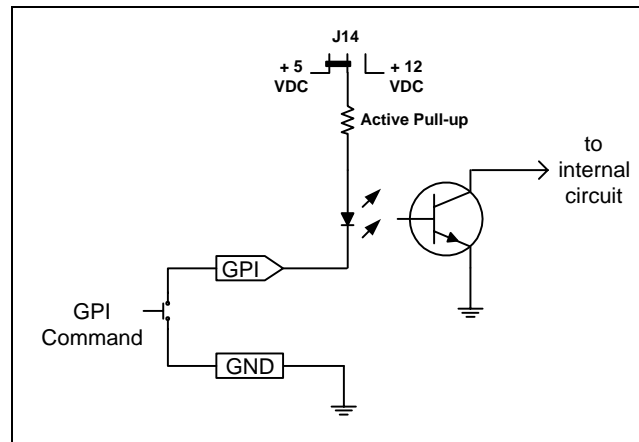 J14
+ 5
VDC
+ 12
VDC
Active Pull-up
to
internal
circuit
GPI
GPI
Command
GND